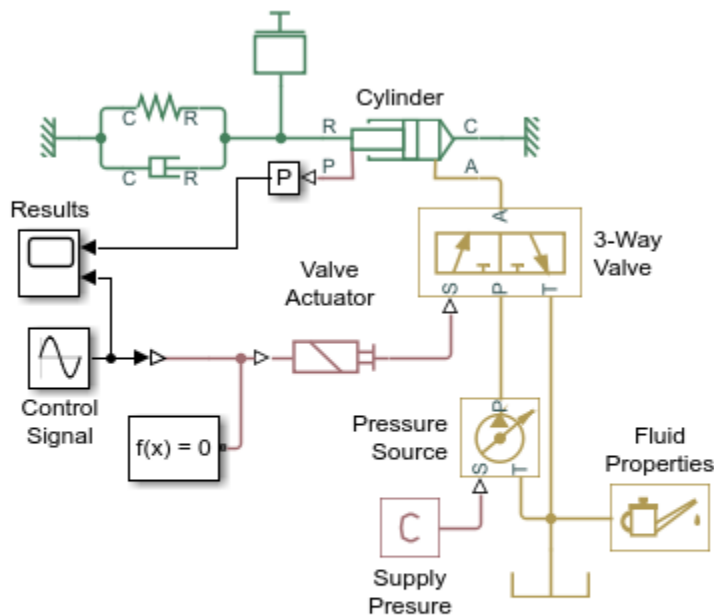 Cylinder
C R
R C
C R
P A
P
Results
A
3-Way
Valve
Valve
Actuator
S P T
Control
Signal
f(x) = 0
Pressure
Source
P
S T
Fluid
Properties
C
Supply
Presure